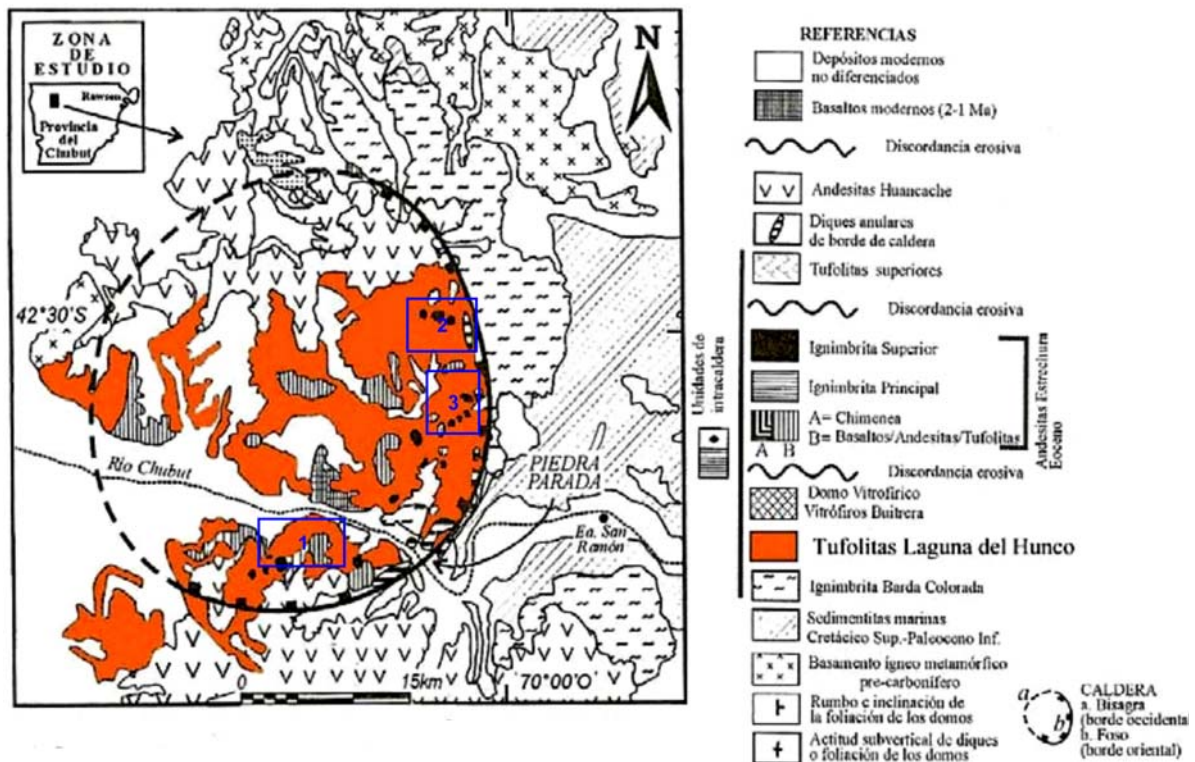 ZONA
DE
ESTUDIO
Rawson
Provincia
del
Chubut
N
42°30'S
2
3
1
Río Chubut
PIEDRA
PARADA
Ea. San
Ramón
0
15km
70°00'O
REFERENCIAS
Depósitos modernos
no diferenciados
Basaltos modernos (2-1 Ma)
Discordancia erosiva
Andesitas Huancache
Diques anulares
de borde de caldera
Tufolitas superiores
Discordancia erosiva
Ignimbrita Superior
Ignimbrita Principal
A= Chimenea
B= Basaltos/Andesitas/Tufolitas
A B
Andesitas Estrechura
Eoceno
Unidades de
intracaldera
Discordancia erosiva
Domo Vitrofírico
Vitrófiros Buitrera
Tufolitas Laguna del Hunco
Ignimbrita Barda Colorada
Sedimentitas marinas
Cretácico Sup.-Paleoceno Inf.
Basamento ígneo metamórfico
pre-carbonífero
Rumbo e inclinación de
la foliación de los domos
Actitud subvertical de diques
o foliación de los domos
a
b
CALDERA
a. Bisagra
(borde occidental
b. Foso
(borde oriental)